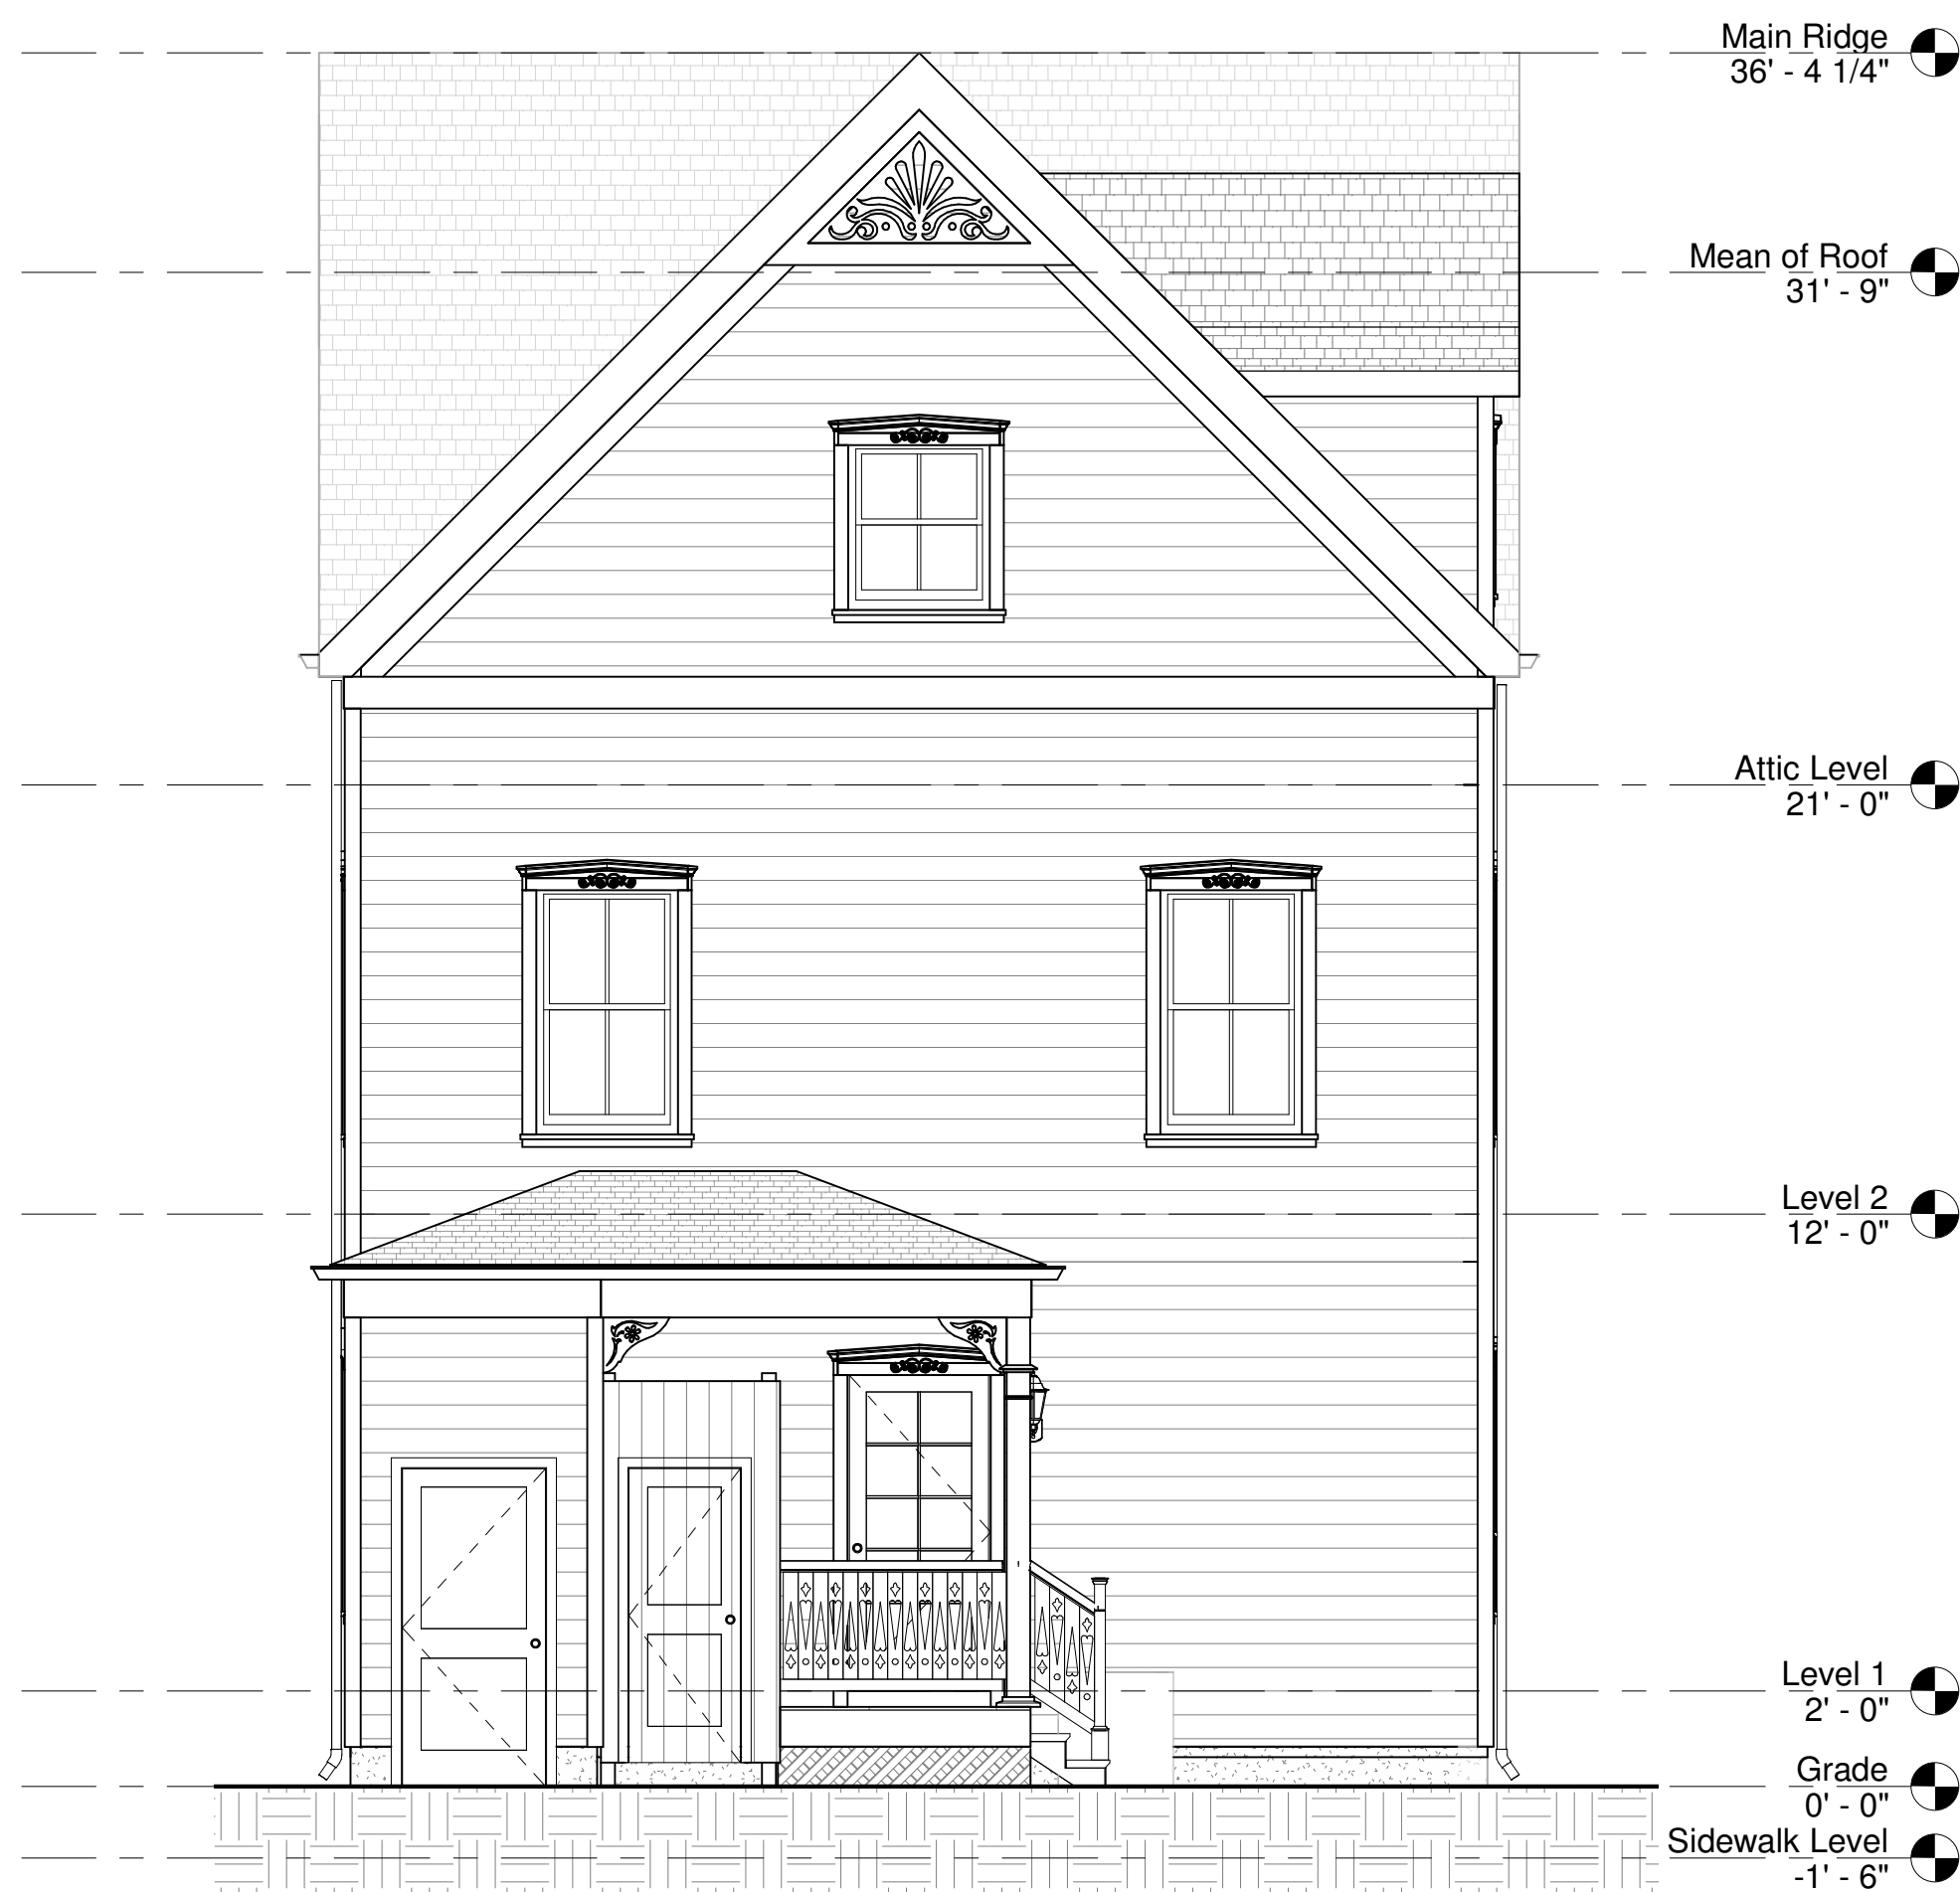 Main Ridge
36' - 4 1/4"
Mean of Roof
31' - 9"
Attic Level
21' - 0"
Level 2
12' - 0"
Level 1
2' - 0"
Grade
0' - 0"
Sidewalk Level
-1' - 6"